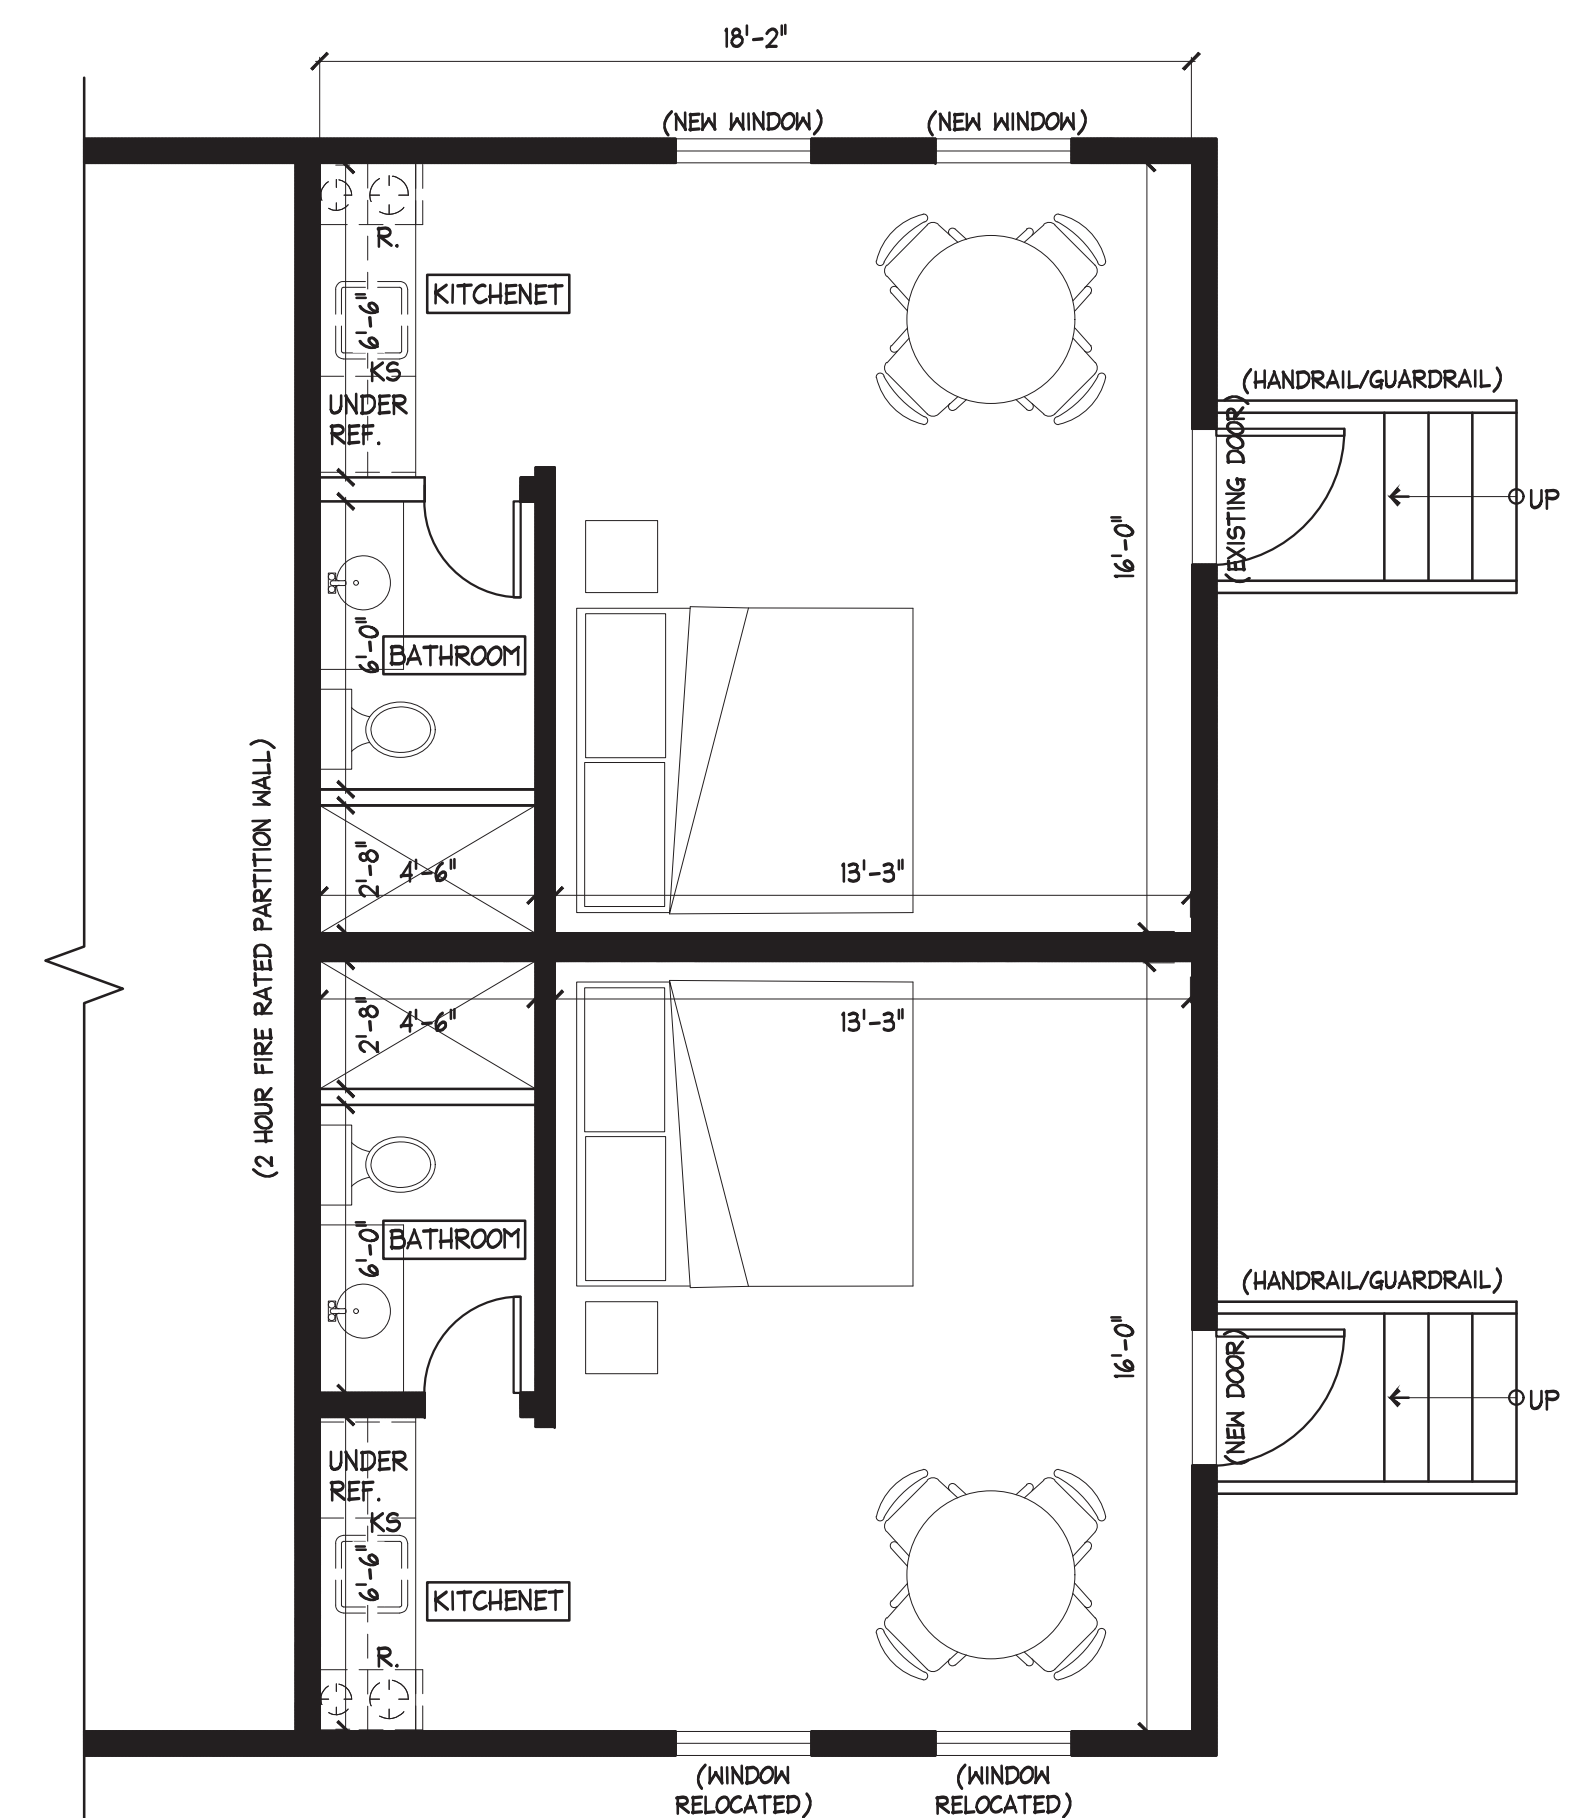 18'-2"
(NEW WINDOW) (NEW WINDOW)
R.
KITCHENET
6'-6"
KS
UNDER
REF.
(HANDRAIL/GUARDRAIL)
(EXISTING DOOR)
UP
16'-0"
6'-0"
BATHROOM
2'-8"
4'-6"
13'-3"
(2 HOUR FIRE RATED PARTITION WALL)
2'-8"
4'-6"
13'-3"
6'-0"
BATHROOM
16'-0"
(HANDRAIL/GUARDRAIL)
(NEW DOOR)
UP
UNDER
REF.
KS
6'-6"
KITCHENET
R.
(WINDOW
RELOCATED)
(WINDOW
RELOCATED)